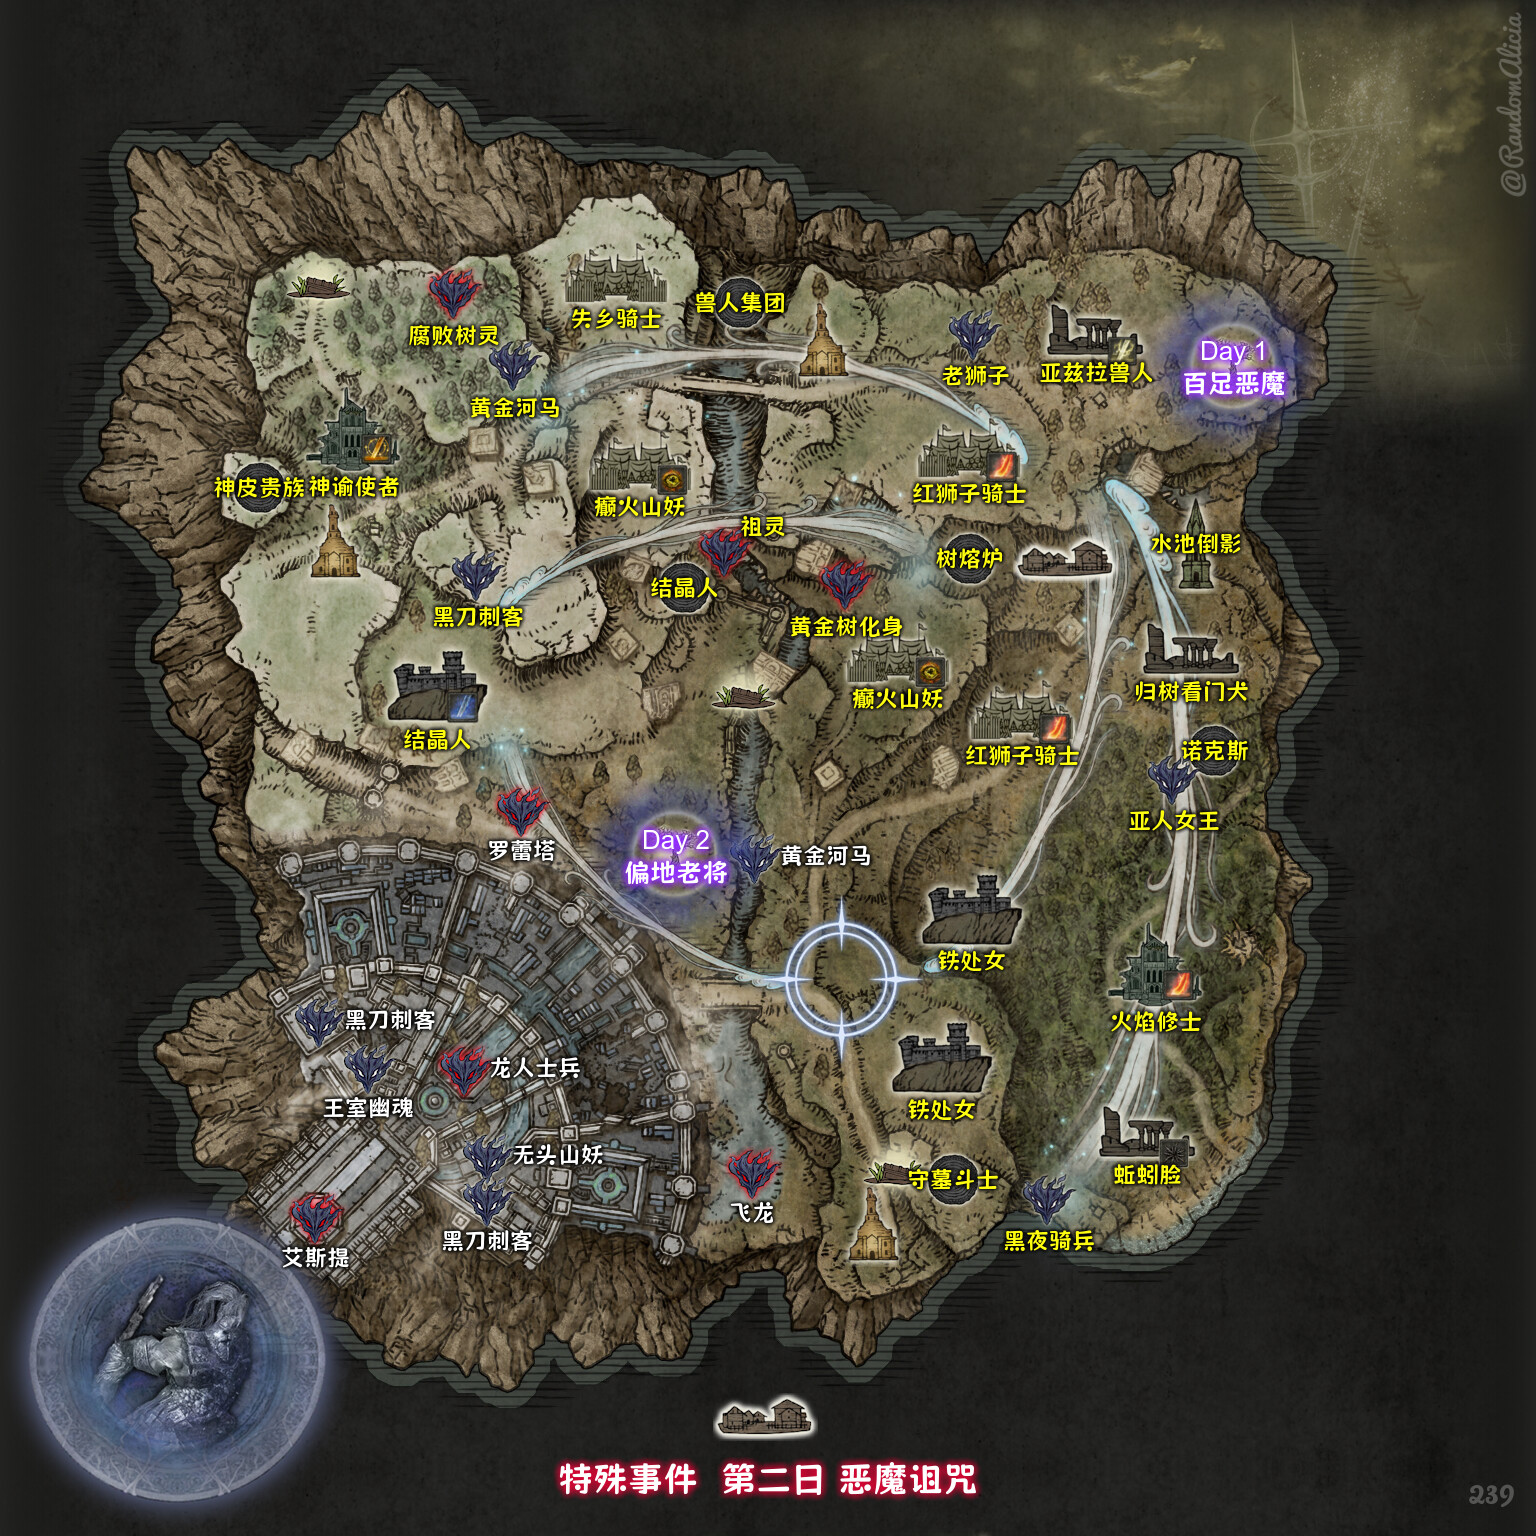 @RandomAlicia
兽人集团
失乡骑士
腐败树灵
Day 1
百足恶魔
老狮子
亚兹拉兽人
黄金河马
神皮贵族
神谕使者
癫火山妖
红狮子骑士
祖灵
水池倒影
树熔炉
结晶人
黑刀刺客
黄金树化身
归树看门犬
癫火山妖
结晶人
红狮子骑士
诺克斯
亚人女王
罗蕾塔
Day 2
偏地老将
黄金河马
铁处女
黑刀刺客
火焰修士
龙人士兵
王室幽魂
铁处女
无头山妖
蚯蚓脸
守墓斗士
飞龙
黑刀刺客
黑夜骑兵
艾斯提
特殊事件 第二日 恶魔诅咒
239